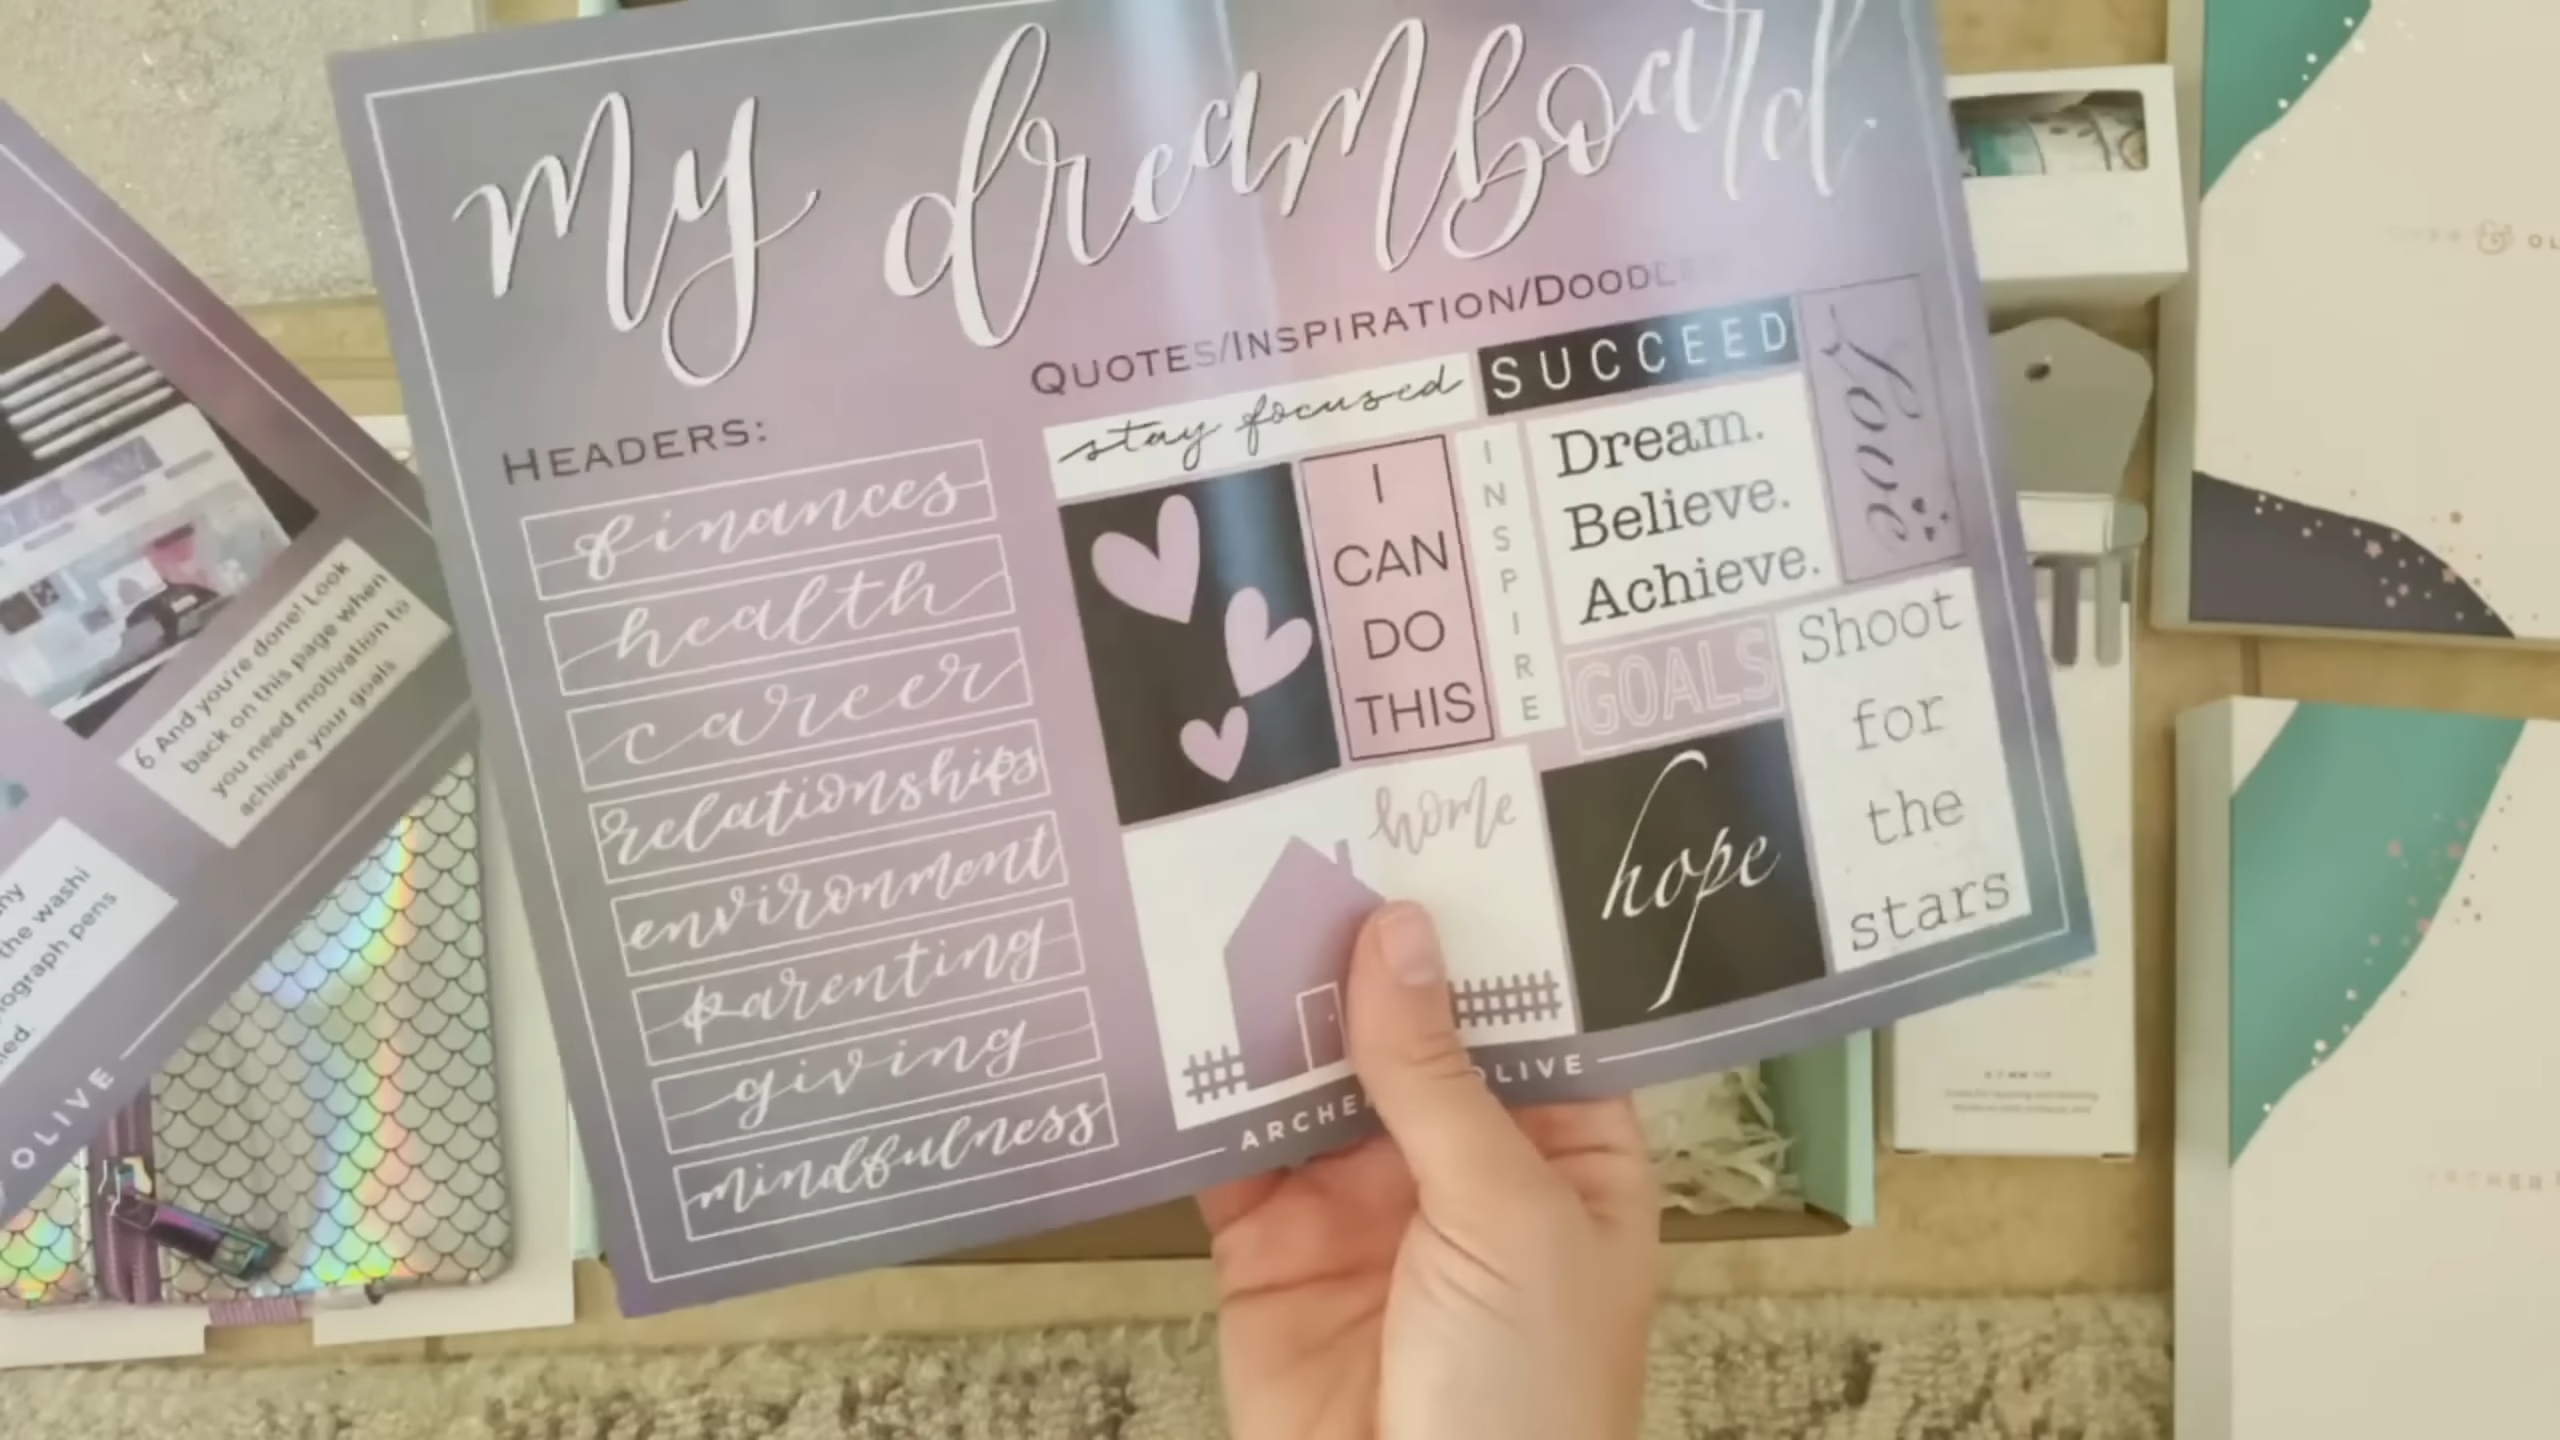 My dreamboard.
QUOTES/INSPIRATION/DOODLES
HEADERS:
finances
health
career
relationships
environment
parenting
giving
mindfulness
stay focused
SUCCEED
Love
I
CAN
DO
THIS
INSPIRE
Dream.
Believe.
Achieve.
GOALS
Shoot
for
the
stars
home
hope
ARCHER OLIVE
6 And you're done! Look
back on this page when
you need motivation to
achieve your goals
the washi
pens
OLIVE